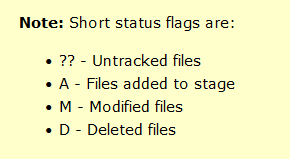 Note: Short status flags are:
• ?? - Untracked files
• A - Files added to stage
• M - Modified files
• D - Deleted files